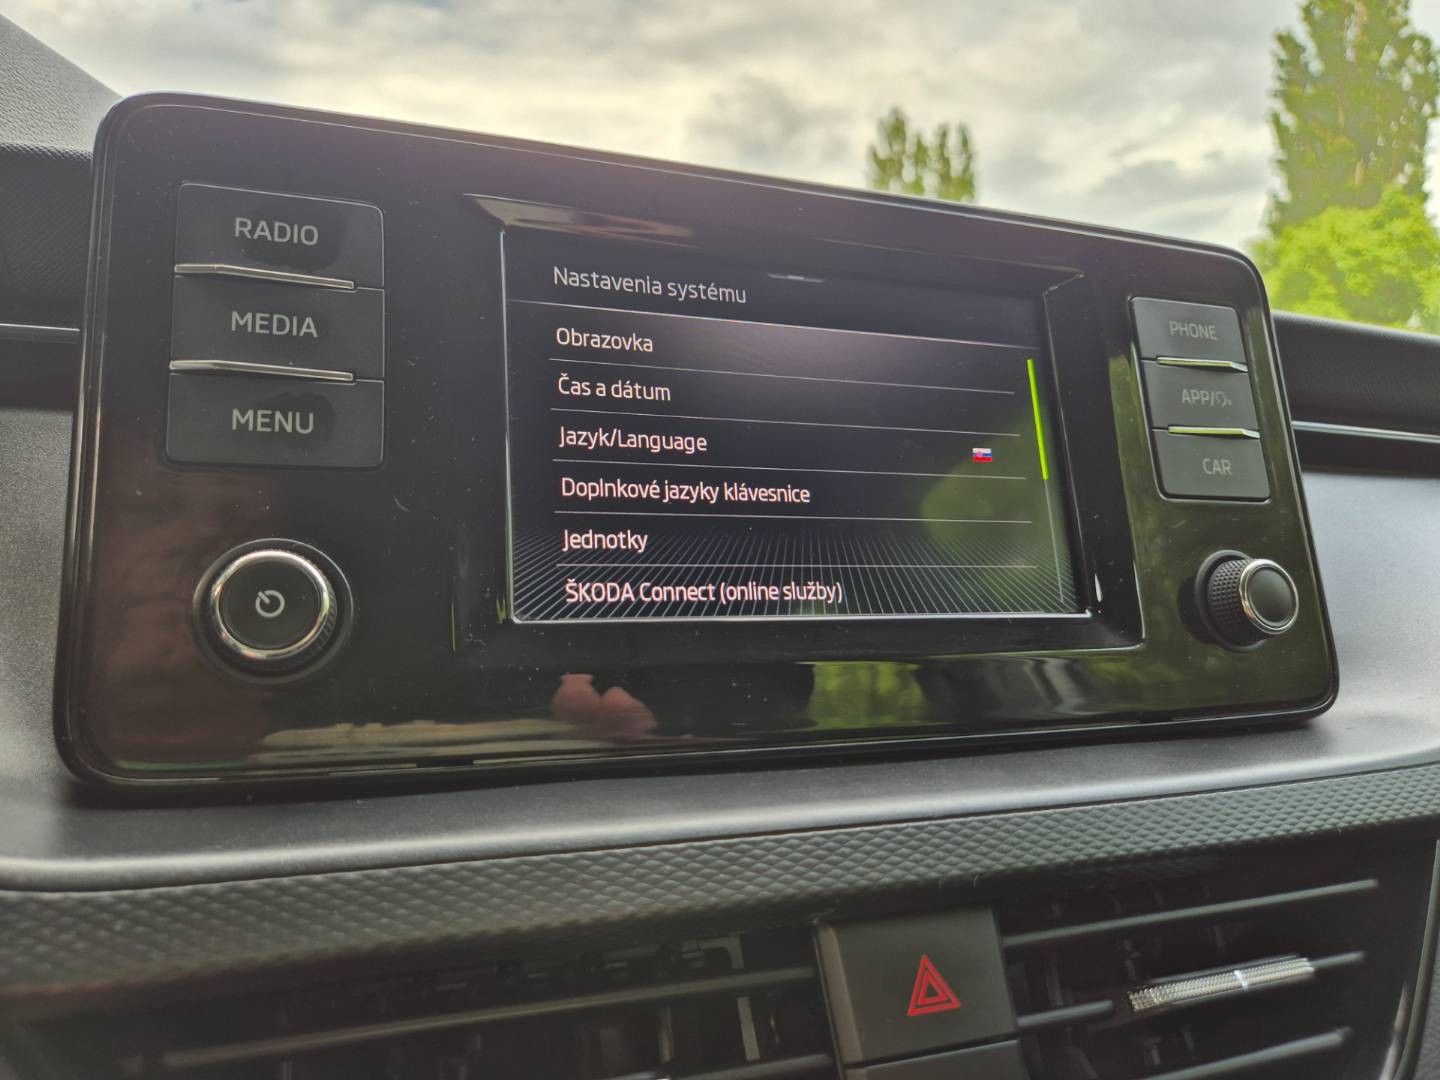 RADIO
MEDIA
MENU
Nastavenia systému
Obrazovka
Čas a dátum
Jazyk/Language
Doplnkové jazyky klávesnice
Jednotky
ŠKODA Connect (online služby)
PHONE
APP/
CAR